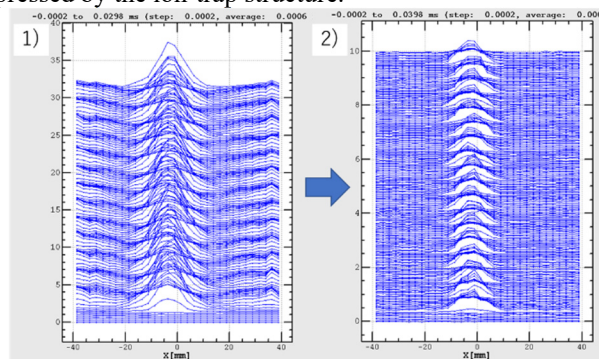 pressed by the ion trap structure.
1)
-0.0002 to 0.0298 ms (step: 0.0002, average: 0.0006
40
35
30
25
20
15
10
5
0
-40 -20 0 20 40
X[mm]
2)
-0.0002 to 0.0398 ms (step: 0.0002, average: 0.0006
10
8
6
4
2
0
-40 -20 0 20 40
X[mm]